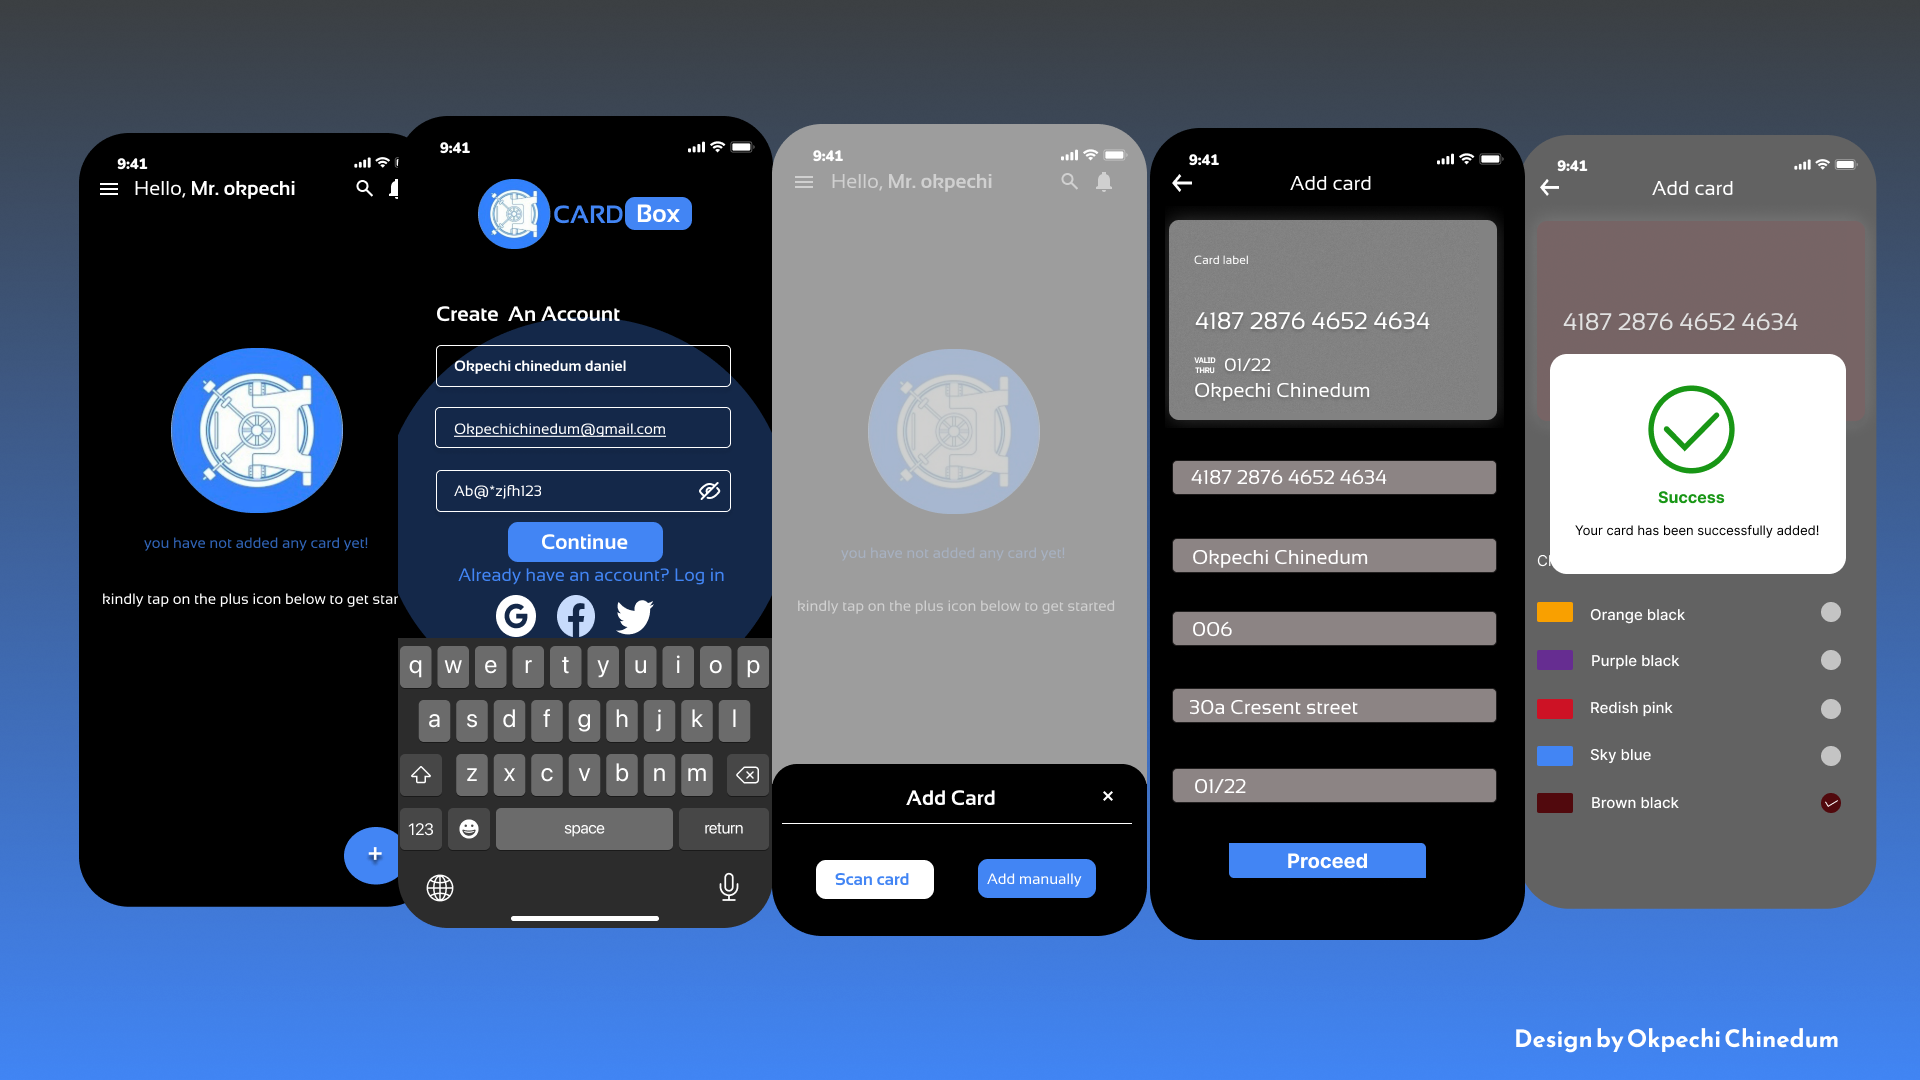 9:41
Hello, Mr. okpechi
you have not added any card yet!
kindly tap on the plus icon below to get star
+
9:41
CARD Box
Create An Account
Okpechi chinedum daniel
Okpechichinedum@gmail.com
Ab@*zjfh123
Continue
Already have an account? Log in
q w e r t y u i o p
a s d f g h j k l
z x c v b n m
123 space return
9:41
Hello, Mr. okpechi
you have not added any card yet!
kindly tap on the plus icon below to get started
Add Card
Scan card Add manually
9:41
Add card
Card label
4187 2876 4652 4634
VALID THRU 01/22
Okpechi Chinedum
4187 2876 4652 4634
Okpechi Chinedum
006
30a Cresent street
01/22
Proceed
9:41
Add card
4187 2876 4652 4634
Success
Your card has been successfully added!
Orange black
Purple black
Redish pink
Sky blue
Brown black
Design by Okpechi Chinedum